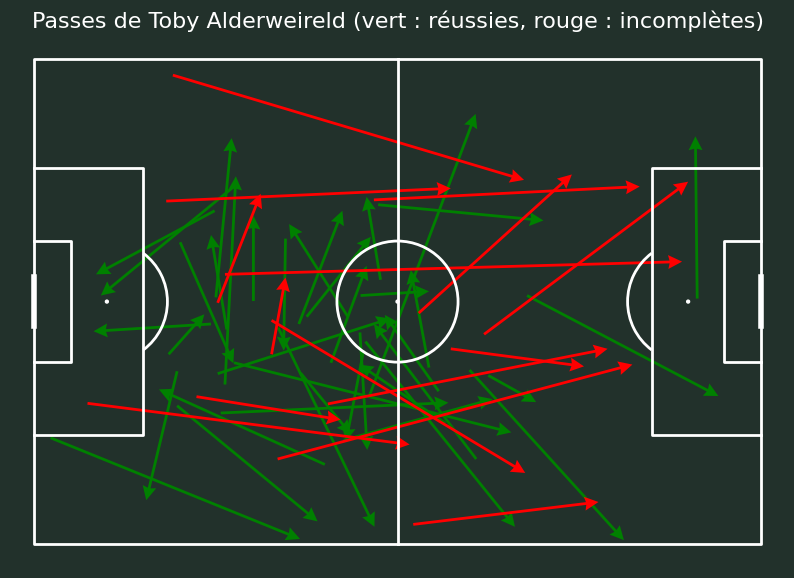 Passes de Toby Alderweireld (vert : réussies, rouge : incomplètes)